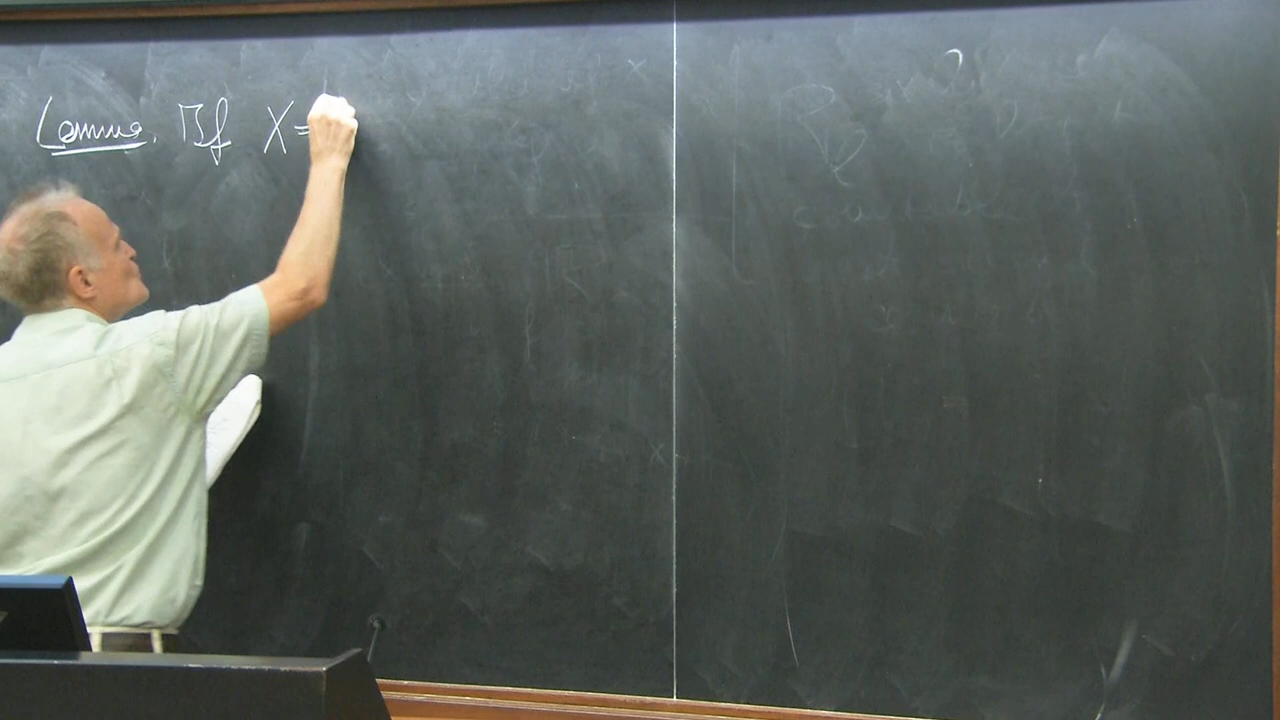 Lemma. If X =